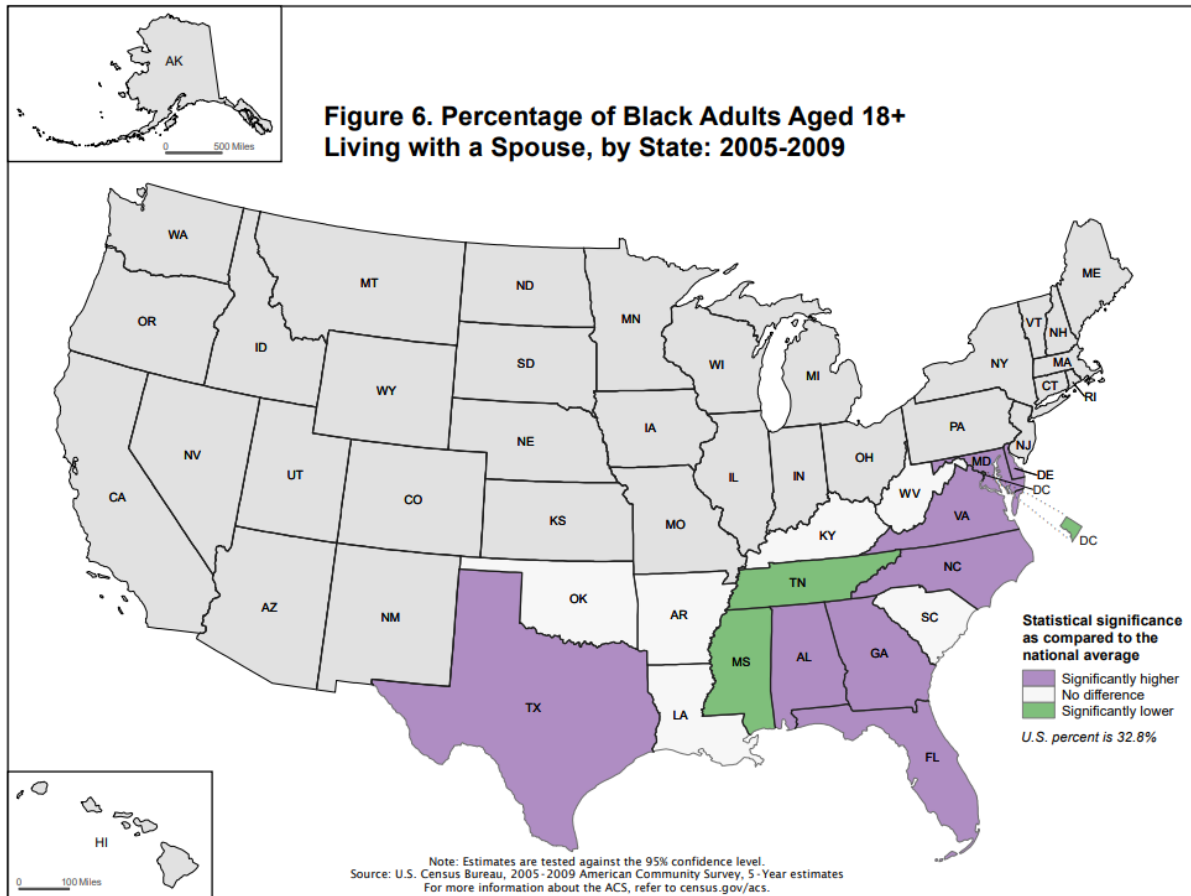 AK
0 500 Miles
Figure 6. Percentage of Black Adults Aged 18+
Living with a Spouse, by State: 2005-2009
WA
MT
ND
MN
ME
OR
ID
SD
WI
MI
NY
VT
NH
MA
CT
RI
WY
IA
PA
NJ
NE
NV
UT
CO
IL
IN
OH
MD
DE
DC
WV
CA
KS
MO
KY
VA
DC
AZ
NM
OK
AR
TN
NC
SC
MS
AL
GA
TX
LA
FL
Statistical significance
as compared to the
national average
Significantly higher
No difference
Significantly lower
U.S. percent is 32.8%
HI
0 100 Miles
Note: Estimates are tested against the 95% confidence level.
Source: U.S. Census Bureau, 2005-2009 American Community Survey, 5-Year estimates
For more information about the ACS, refer to census.gov/acs.